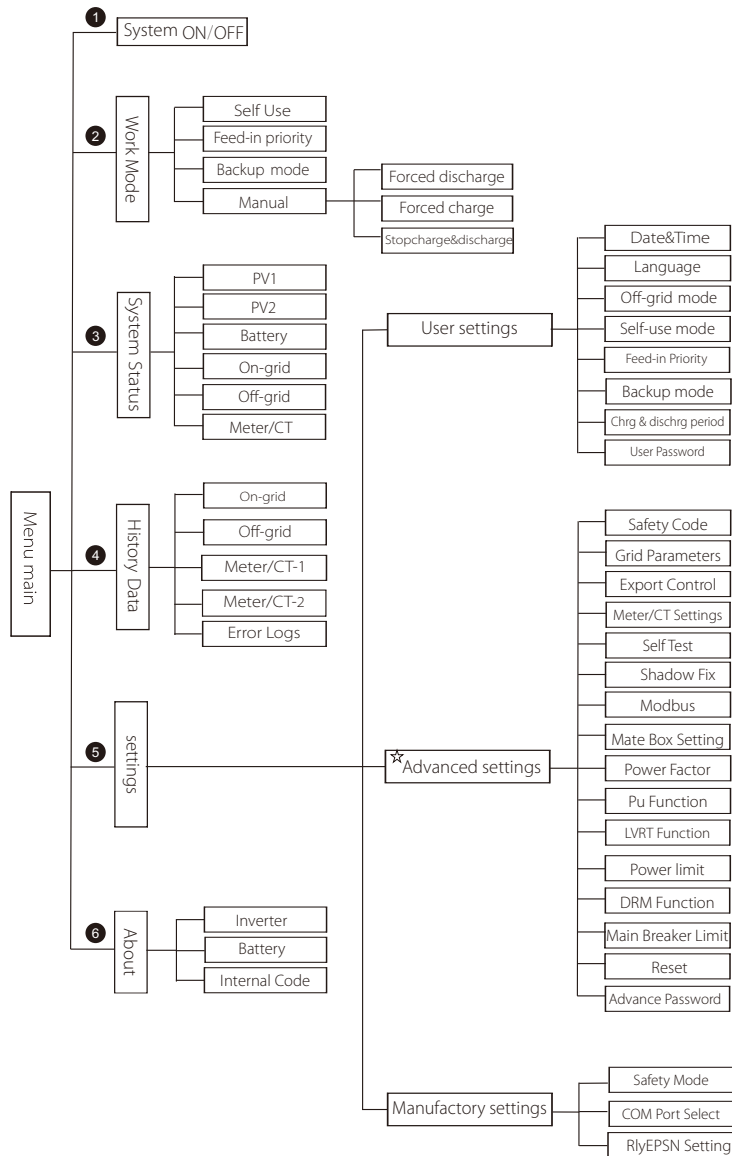 Menu main
1
System ON/OFF
2
Work Mode
Self Use
Feed-in priority
Backup mode
Manual
Forced discharge
Forced charge
Stopcharge&discharge
3
System Status
PV1
PV2
Battery
On-grid
Off-grid
Meter/CT
4
History Data
On-grid
Off-grid
Meter/CT-1
Meter/CT-2
Error Logs
5
settings
User settings
Date&Time
Language
Off-grid mode
Self-use mode
Feed-in Priority
Backup mode
Chrg & dischrg period
User Password
☆Advanced settings
Safety Code
Grid Parameters
Export Control
Meter/CT Settings
Self Test
Shadow Fix
Modbus
Mate Box Setting
Power Factor
Pu Function
LVRT Function
Power limit
DRM Function
Main Breaker Limit
Reset
Advance Password
Manufactory settings
Safety Mode
COM Port Select
RlyEPSN Setting
6
About
Inverter
Battery
Internal Code